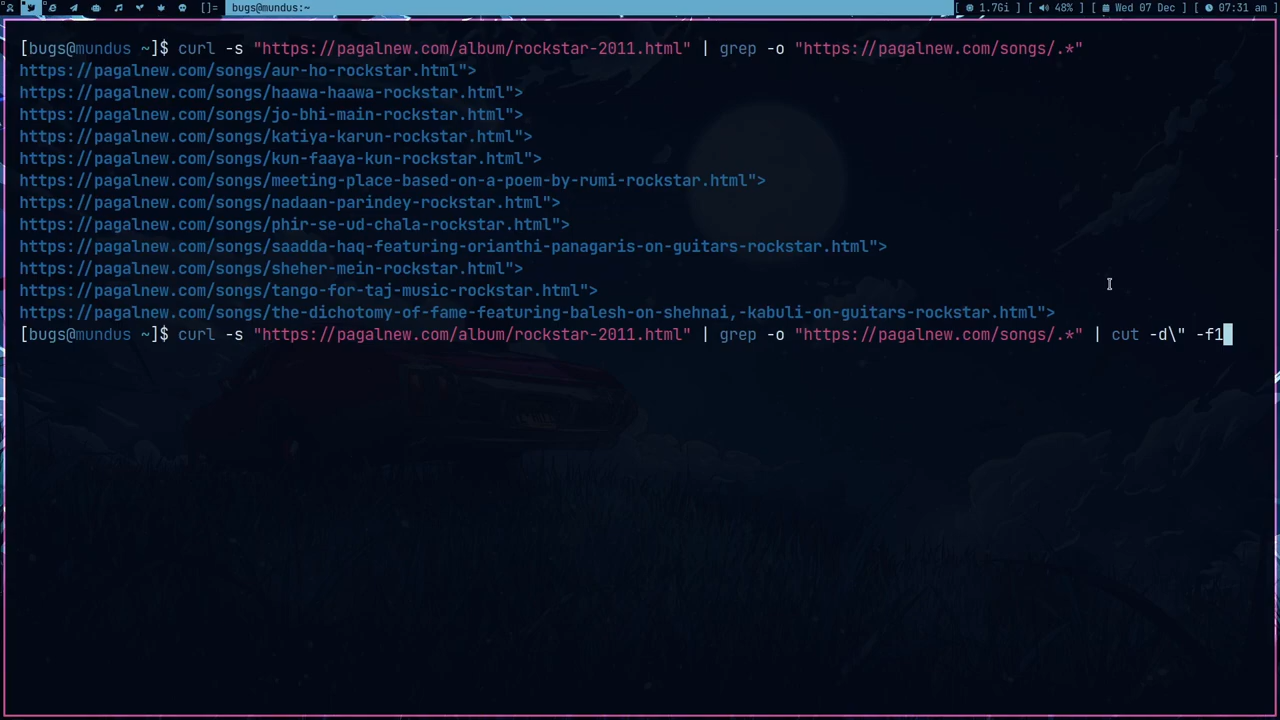 []= bugs@mundus:~ [ 1.7Gi ] [ 48% ] [ Wed 07 Dec ] [ 07:31 am ]
[bugs@mundus ~]$ curl -s "https://pagalnew.com/album/rockstar-2011.html" | grep -o "https://pagalnew.com/songs/.*"
https://pagalnew.com/songs/aur-ho-rockstar.html">
https://pagalnew.com/songs/haawa-haawa-rockstar.html">
https://pagalnew.com/songs/jo-bhi-main-rockstar.html">
https://pagalnew.com/songs/katiya-karun-rockstar.html">
https://pagalnew.com/songs/kun-faaya-kun-rockstar.html">
https://pagalnew.com/songs/meeting-place-based-on-a-poem-by-rumi-rockstar.html">
https://pagalnew.com/songs/nadaan-parindey-rockstar.html">
https://pagalnew.com/songs/phir-se-ud-chala-rockstar.html">
https://pagalnew.com/songs/saadda-haq-featuring-orianthi-panagaris-on-guitars-rockstar.html">
https://pagalnew.com/songs/sheher-mein-rockstar.html">
https://pagalnew.com/songs/tango-for-taj-music-rockstar.html">
https://pagalnew.com/songs/the-dichotomy-of-fame-featuring-balesh-on-shehnai,-kabuli-on-guitars-rockstar.html">
[bugs@mundus ~]$ curl -s "https://pagalnew.com/album/rockstar-2011.html" | grep -o "https://pagalnew.com/songs/.*" | cut -d\" -f1